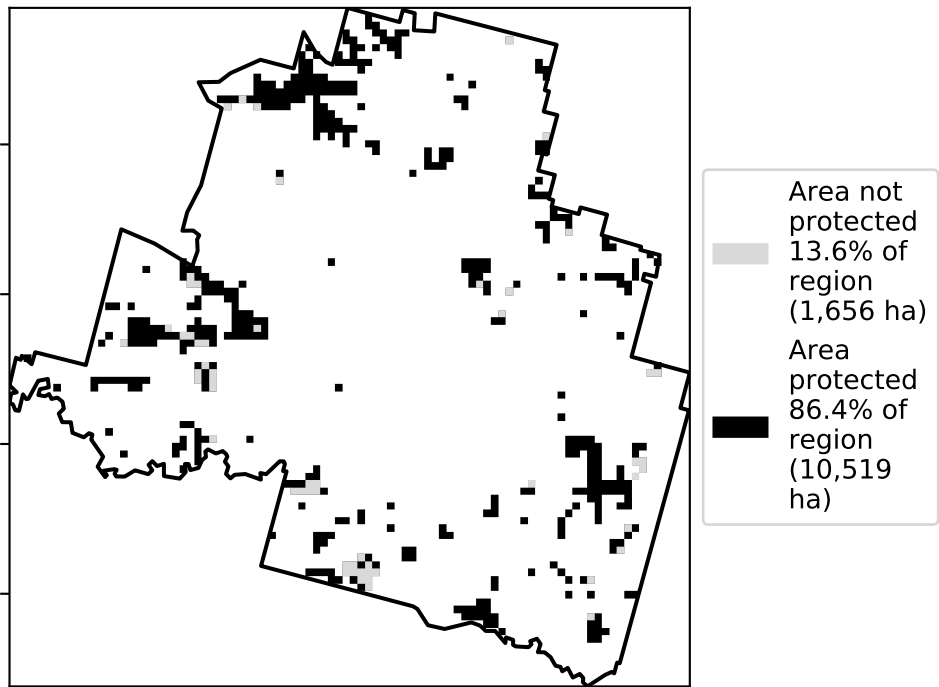 Area not
protected
13.6% of
region
(1,656 ha)
Area
protected
86.4% of
region
(10,519
ha)